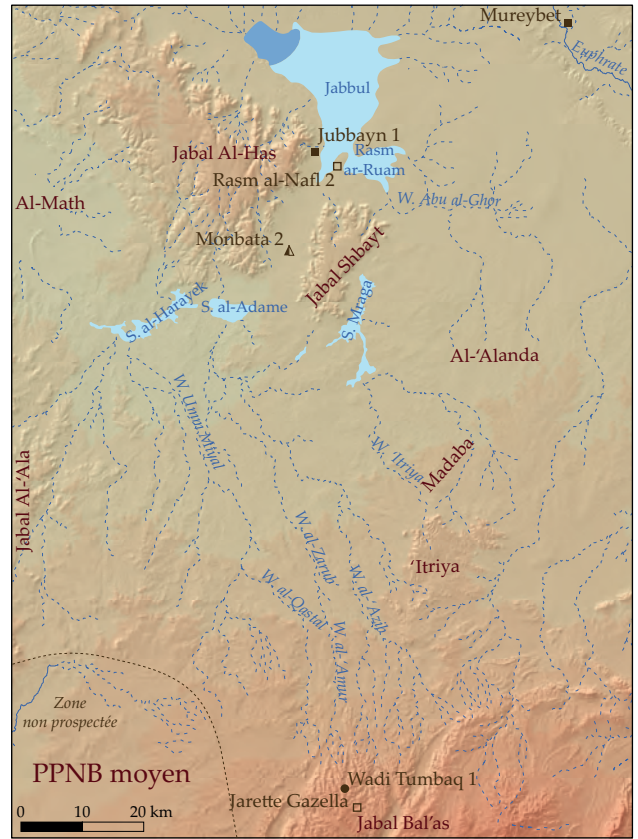 Mureybet
Euphrate
Jabbul
Jubbayn 1
Jabal Al-Has
Rasm
ar-Ruam
Rasm al-Nafl 2
W. Abu al-Ghor
Al-Math
Monbata 2
Jabal Shbayt
S. al-Harayek
S. al-Adame
S. Mraga
Al-‘Alanda
W. Umm Mtiyal
W. ‘Itriya
Madaba
Jabal Al-‘Ala
W. al-Zarub‘
W. al-Azib
‘Itriya
W. al-Qastal
W. al-‘Amur
Zone
non prospectée
PPNB moyen
Wadi Tumbaq 1
Jarette Gazella
Jabal Bal‘as
0 10 20 km